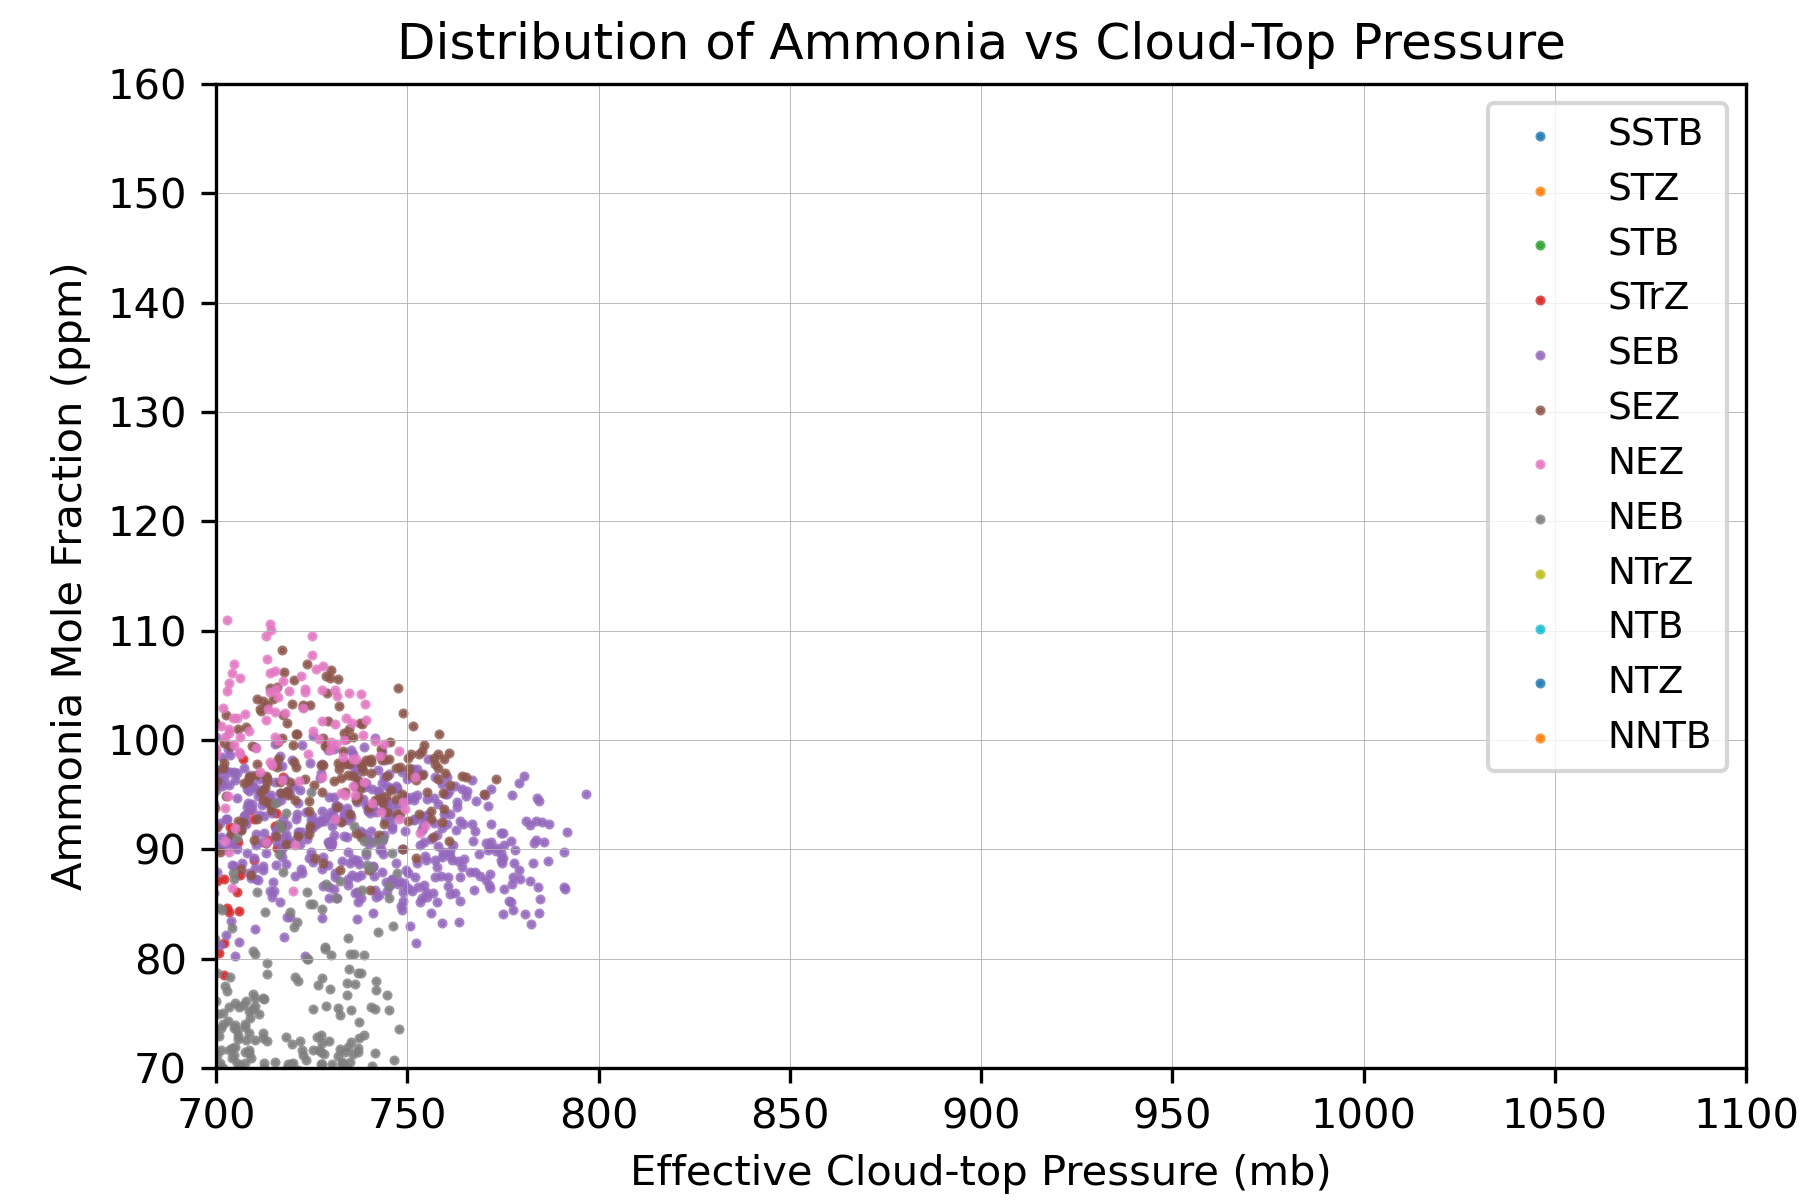 Distribution of Ammonia vs Cloud-Top Pressure
160
150
140
130
120
110
100
90
80
70
Ammonia Mole Fraction (ppm)
SSTB
STZ
STB
STrZ
SEB
SEZ
NEZ
NEB
NTrZ
NTB
NTZ
NNTB
700 750 800 850 900 950 1000 1050 1100
Effective Cloud-top Pressure (mb)